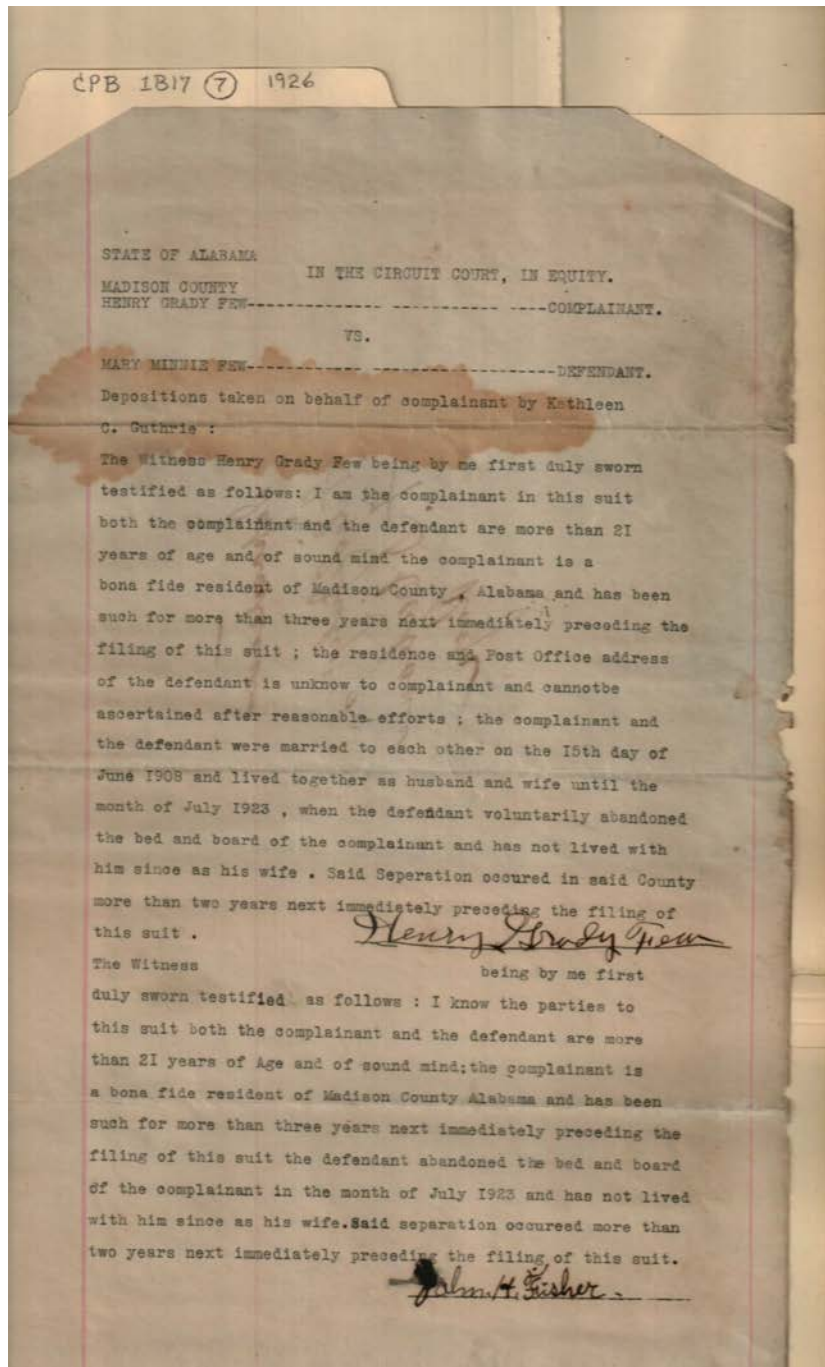 CPB 1817 7 1926
STATE OF ALABAMA
IN THE CIRCUIT COURT, IN EQUITY.
MADISON COUNTY
HENRY GRADY FEW--------------- ----------- ----COMPLAINANT.
VS.
MARY MINNIE FEW------------- --------------------DEFENDANT.
Depositions taken on behalf of complainant by Kathleen
C. Guthrie :
The Witness Henry Grady Few being by me first duly sworn
testified as follows: I am the complainant in this suit
both the complaindnt and the defendant are more than 2I
years of age and of sound mind the complainant is a
bona fide resident of Madison County , Alabama and has been
such for more than three years next immediately preceding the
filing of this suit ; the residence and Post Office address
of the defendant is unknow to complainant and cannotbe
ascertained after reasonable efforts ; the complainant and
the defendant were married to each other on the I5th day of
June I908 and lived together as husband and wife until the
month of July I923 , when the defendant voluntarily abandoned
the bed and board of the complainant and has not lived with
him since as his wife . Said Seperation occured in said County
more than two years next immediately preceding the filing of
this suit . Henry Grady Few
The Witness being by me first
duly sworn testified as follows : I know the parties to
this suit both the complainant and the defendant are more
than 2I years of Age and of sound mind;the complainant is
a bona fide resident of Madison County Alabama and has been
such for more than three years next immediately preceding the
filing of this suit the defendant abandoned the bed and board
of the complainant in the month of July I923 and has not lived
with him since as his wife.Said separation occureed more than
two years next immediately preceding the filing of this suit.
John H. Fisher.